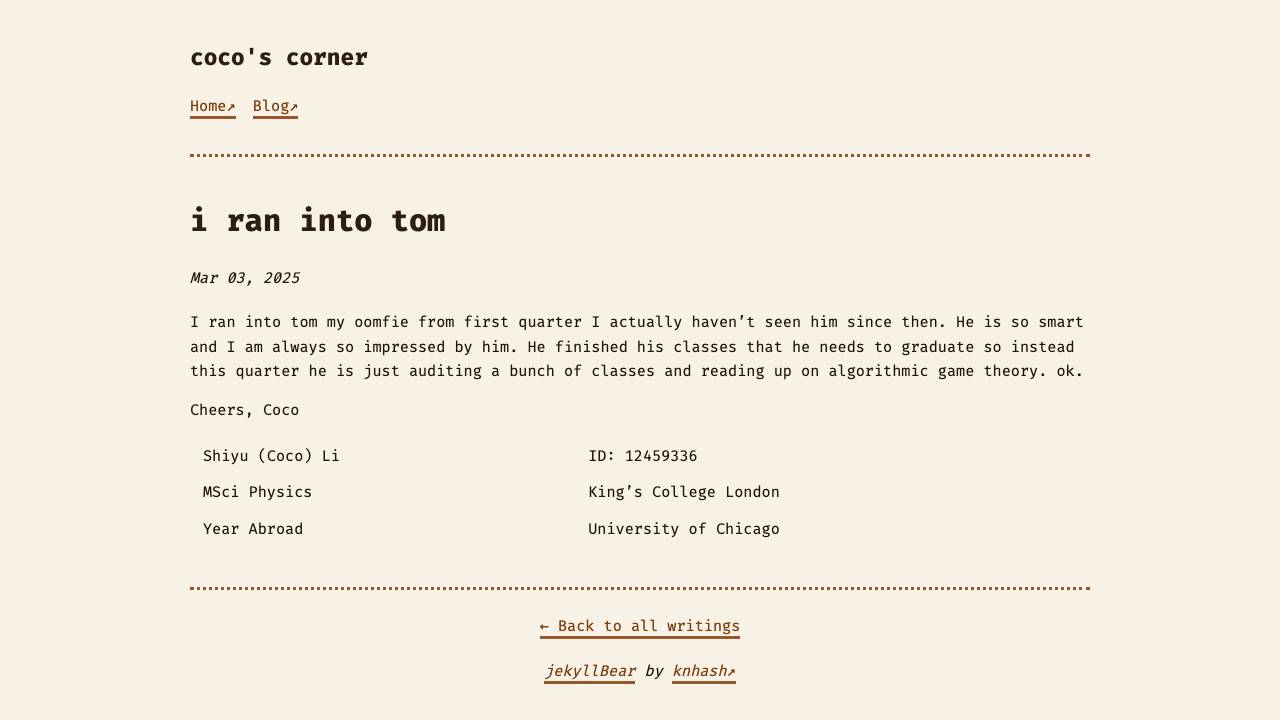 coco's corner
Home↗ Blog↗
i ran into tom
Mar 03, 2025
I ran into tom my oomfie from first quarter I actually haven’t seen him since then. He is so smart
and I am always so impressed by him. He finished his classes that he needs to graduate so instead
this quarter he is just auditing a bunch of classes and reading up on algorithmic game theory. ok.
Cheers, Coco
Shiyu (Coco) Li ID: 12459336
MSci Physics King’s College London
Year Abroad University of Chicago
← Back to all writings
jekyllBear by knhash↗